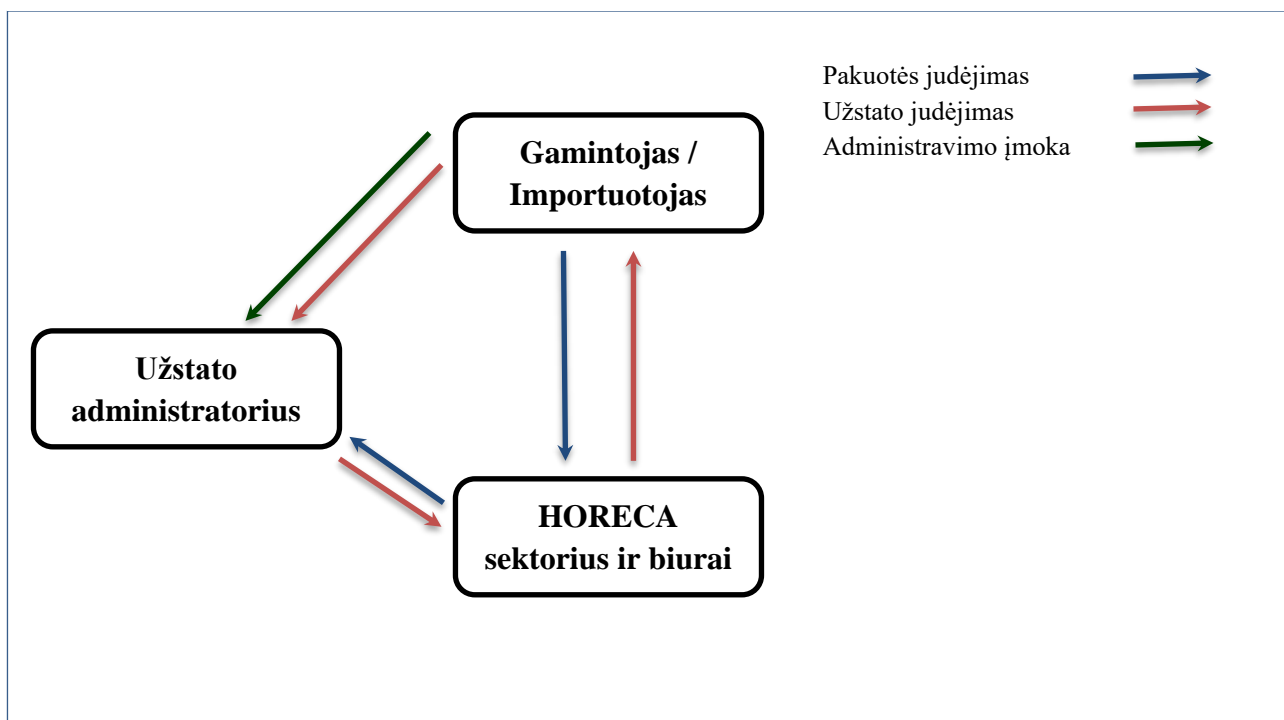 Pakuotės judėjimas
Užstato judėjimas
Administravimo įmoka
Gamintojas /
Importuotojas
Užstato
administratorius
HORECA
sektorius ir biurai